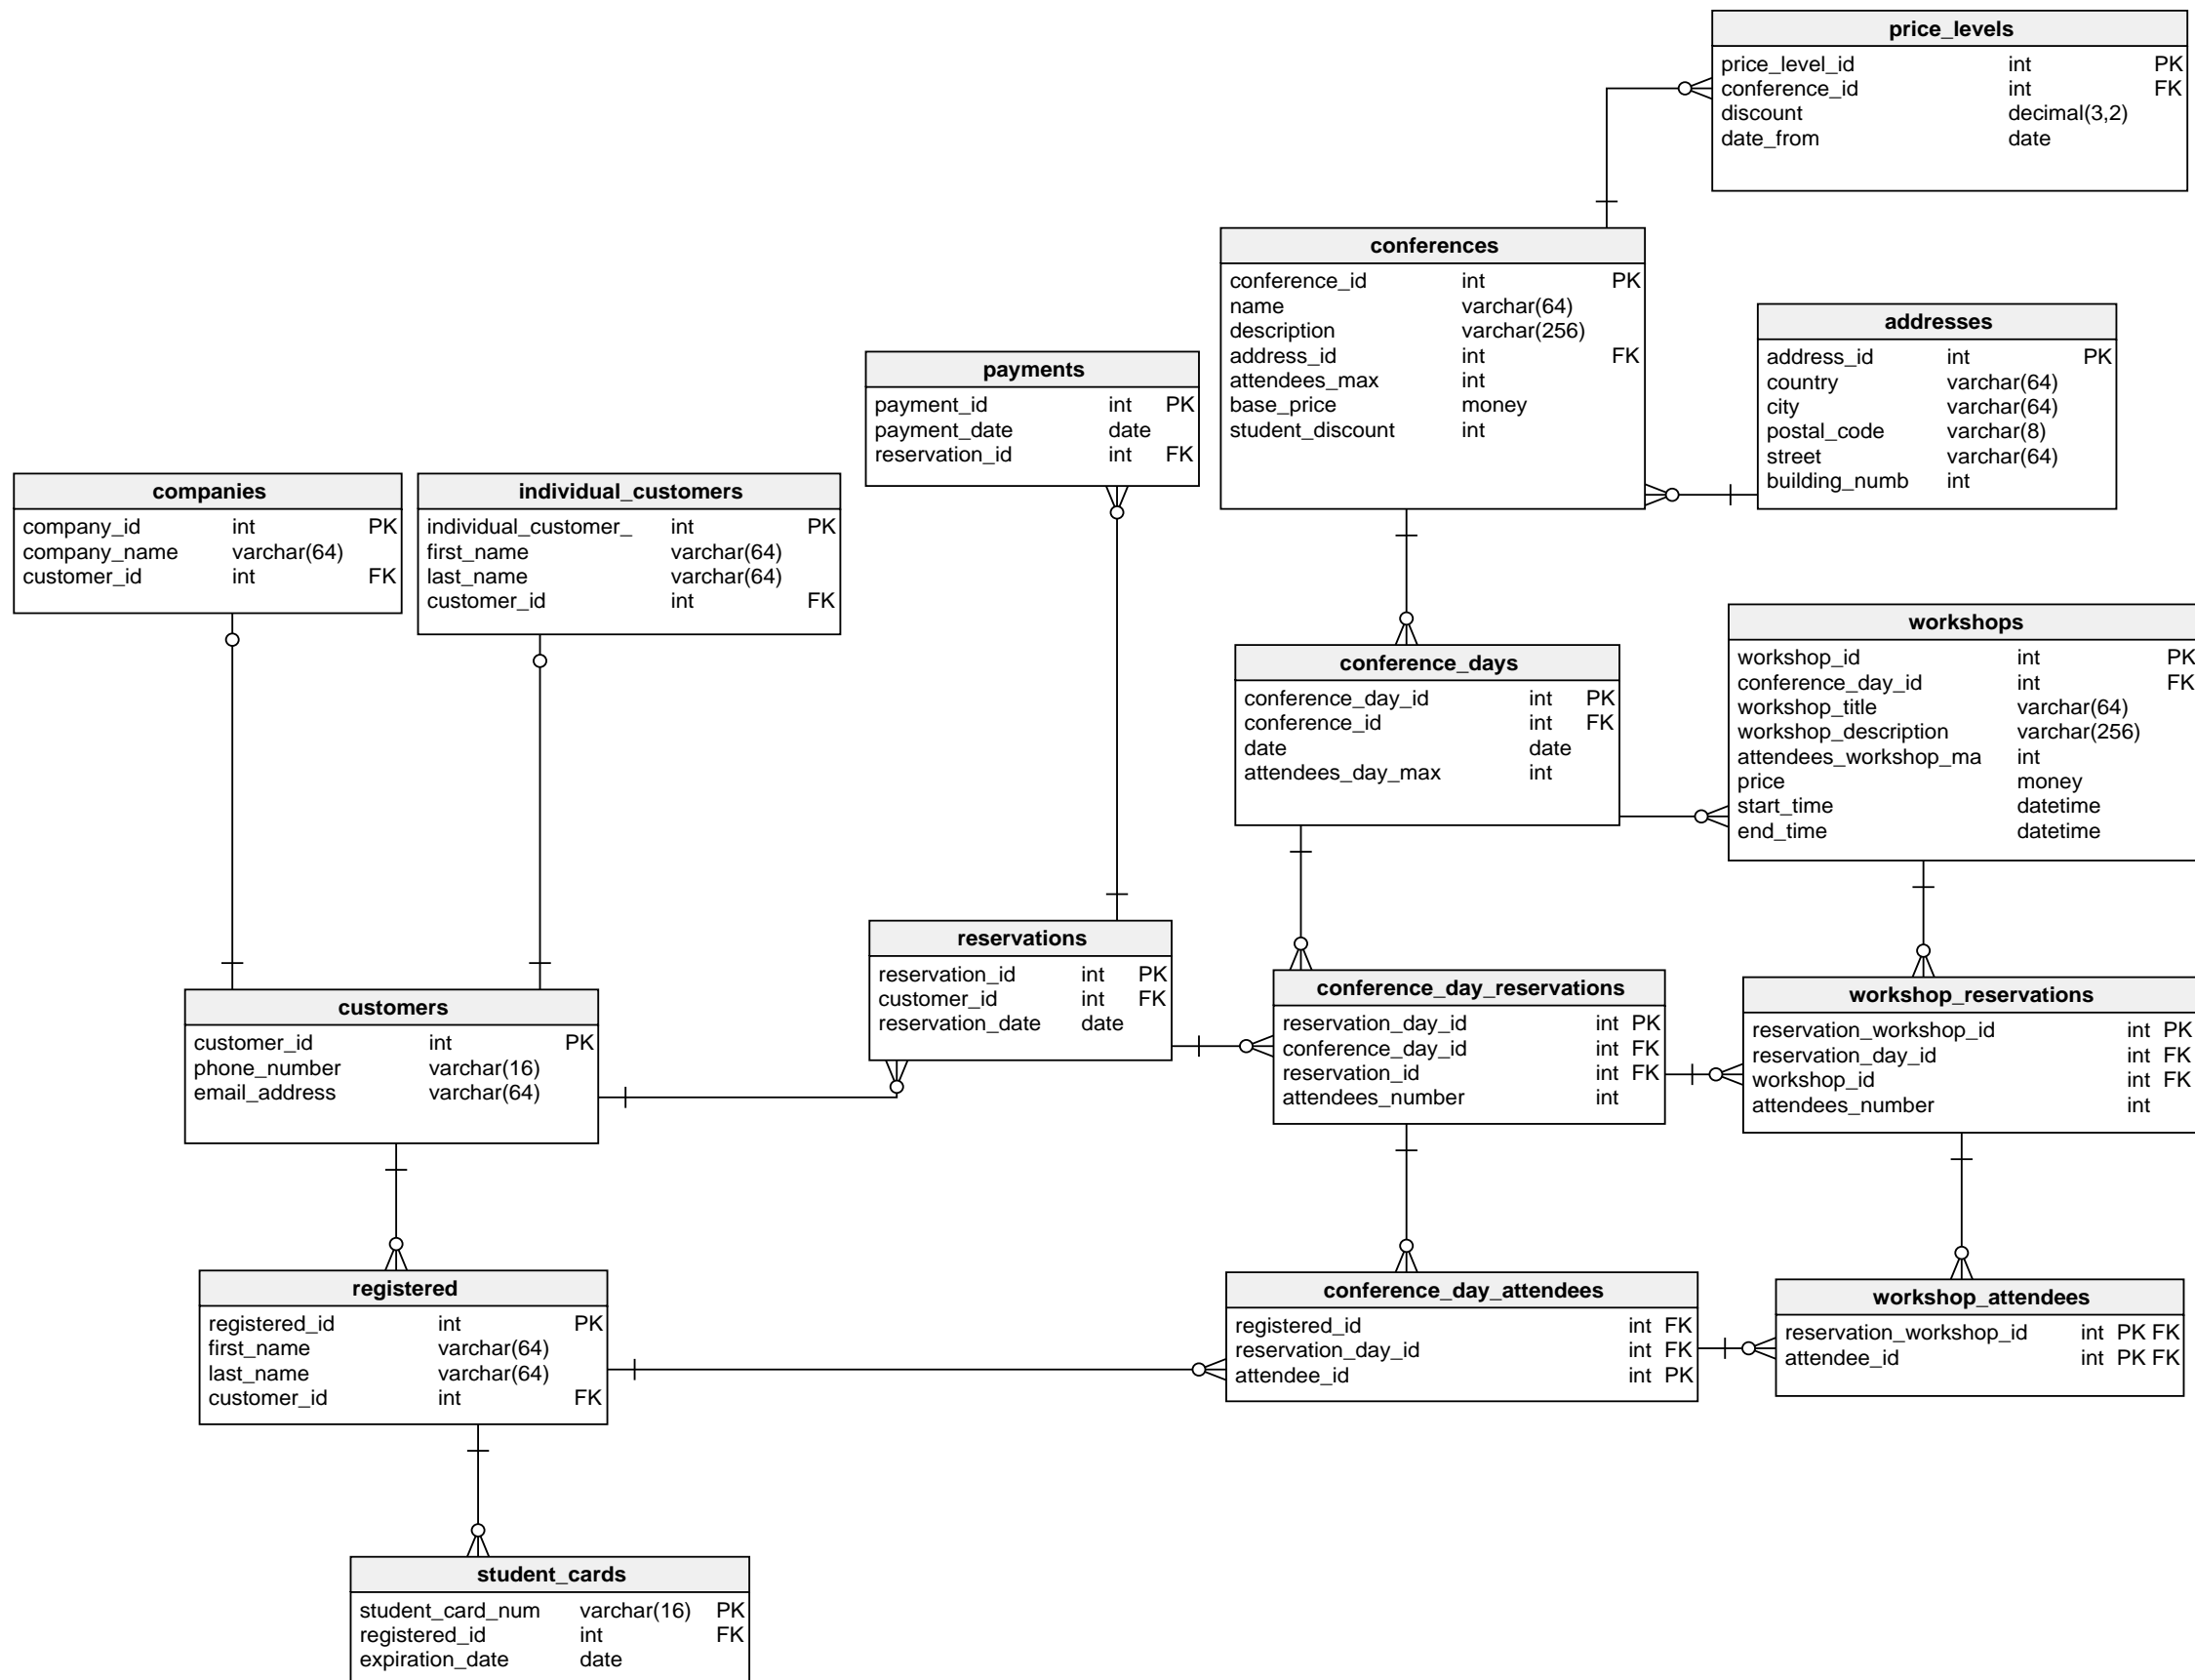 price_levels
price_level_id int PK
conference_id int FK
discount decimal(3,2)
date_from date
conferences
conference_id int PK
name varchar(64)
description varchar(256)
address_id int FK
attendees_max int
base_price money
student_discount int
addresses
address_id int PK
country varchar(64)
city varchar(64)
postal_code varchar(8)
street varchar(64)
building_numb int
payments
payment_id int PK
payment_date date
reservation_id int FK
companies
company_id int PK
company_name varchar(64)
customer_id int FK
individual_customers
individual_customer_ int PK
first_name varchar(64)
last_name varchar(64)
customer_id int FK
conference_days
conference_day_id int PK
conference_id int FK
date date
attendees_day_max int
workshops
workshop_id int PK
conference_day_id int FK
workshop_title varchar(64)
workshop_description varchar(256)
attendees_workshop_ma int
price money
start_time datetime
end_time datetime
reservations
reservation_id int PK
customer_id int FK
reservation_date date
customers
customer_id int PK
phone_number varchar(16)
email_address varchar(64)
conference_day_reservations
reservation_day_id int PK
conference_day_id int FK
reservation_id int FK
attendees_number int
workshop_reservations
reservation_workshop_id int PK
reservation_day_id int FK
workshop_id int FK
attendees_number int
registered
registered_id int PK
first_name varchar(64)
last_name varchar(64)
customer_id int FK
conference_day_attendees
registered_id int FK
reservation_day_id int FK
attendee_id int PK
workshop_attendees
reservation_workshop_id int PK FK
attendee_id int PK FK
student_cards
student_card_num varchar(16) PK
registered_id int FK
expiration_date date